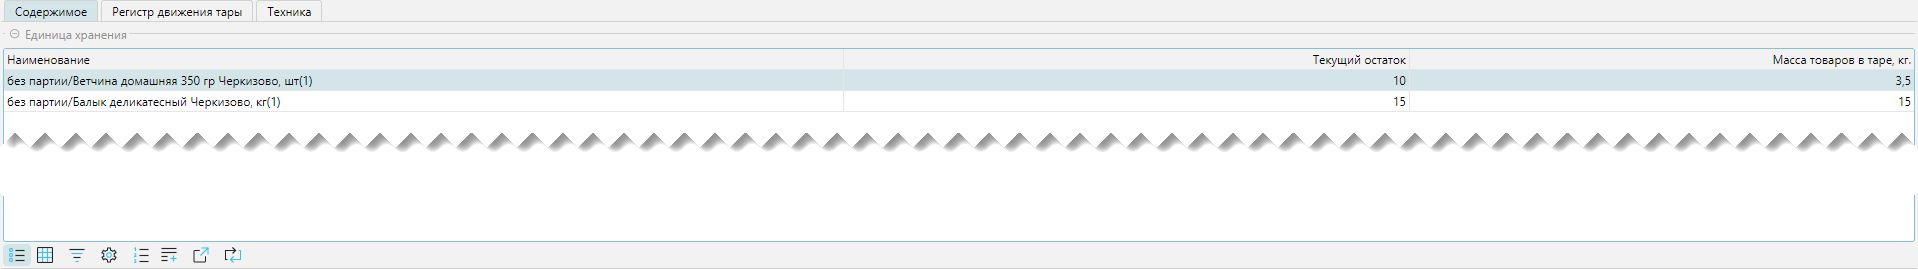 Содержимое Регистр движения тары Техника
Единица хранения
Наименование Текущий остаток Масса товаров в таре, кг.
без партии/Ветчина домашняя 350 гр Черкизово, шт(1) 10 3,5
без партии/Балык деликатесный Черкизово, кг(1) 15 15